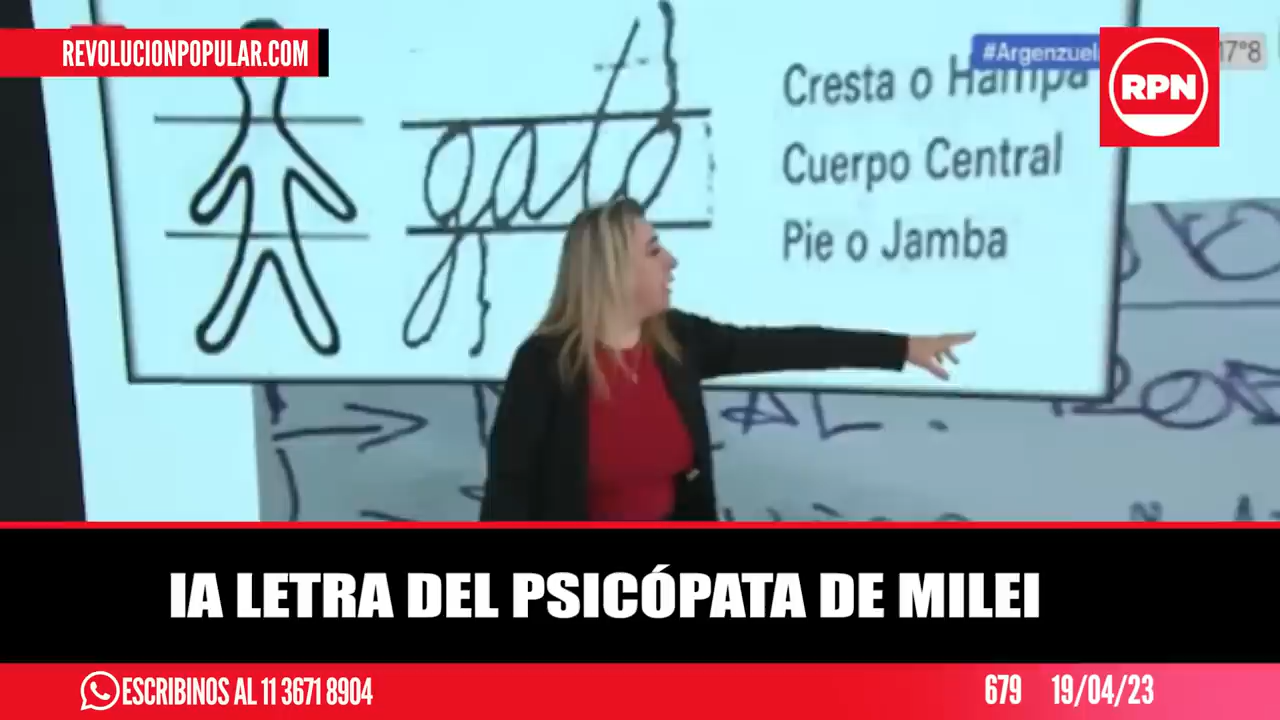 REVOLUCIONPOPULAR.COM
#Argenzuel
17°8
RPN
gato
Cresta o Hampa
Cuerpo Central
Pie o Jamba
IA LETRA DEL PSICÓPATA DE MILEI
ESCRIBINOS AL 11 3671 8904
679 19/04/23